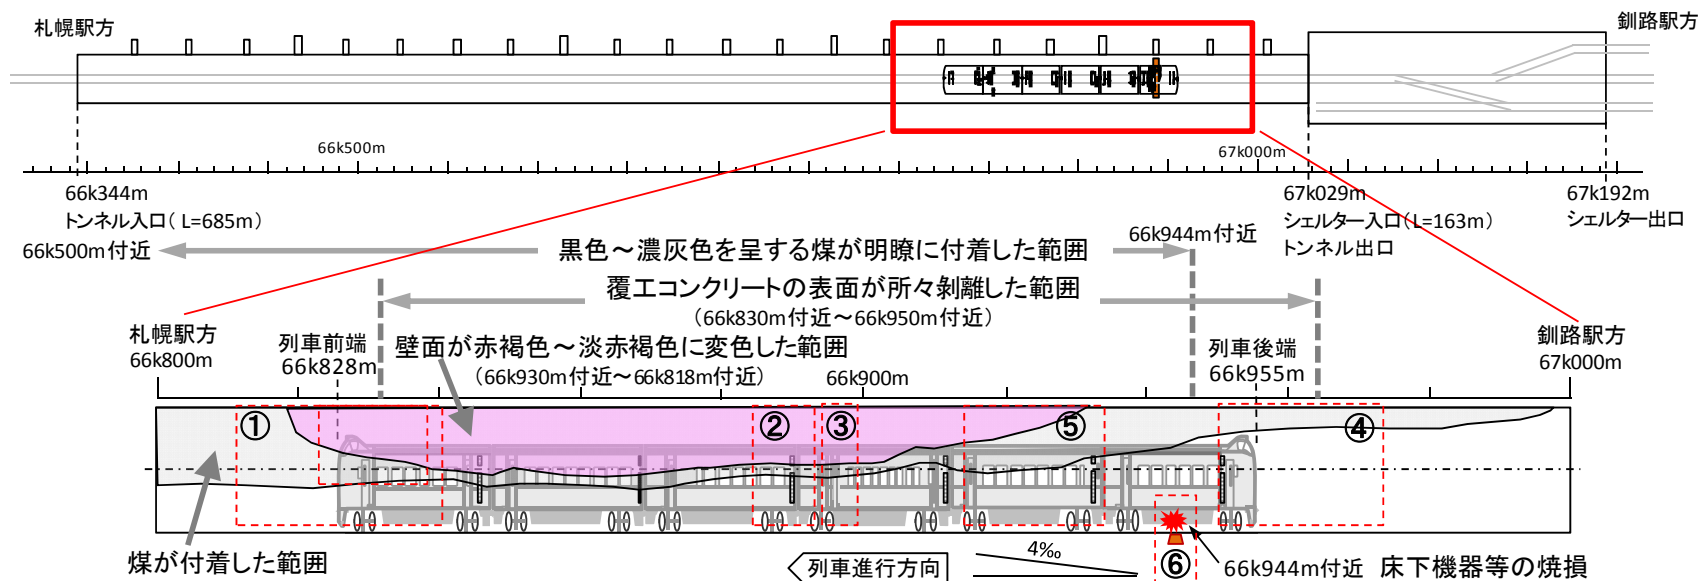 札幌駅方
釧路駅方
66k500m
67k000m
66k344m
トンネル入口（L=685m）
67k029m
シェルター入口（L=163m）
トンネル出口
67k192m
シェルター出口
66k500m付近
黒色～濃灰色を呈する煤が明瞭に付着した範囲
66k944m付近
覆工コンクリートの表面が所々剝離した範囲
（66k830m付近～66k950m付近）
札幌駅方
66k800m
列車前端
66k828m
壁面が赤褐色～淡赤褐色に変色した範囲
（66k930m付近～66k818m付近）
66k900m
列車後端
66k955m
釧路駅方
67k000m
①
②
③
⑤
④
煤が付着した範囲
列車進行方向
4‰
⑥
66k944m付近 床下機器等の焼損